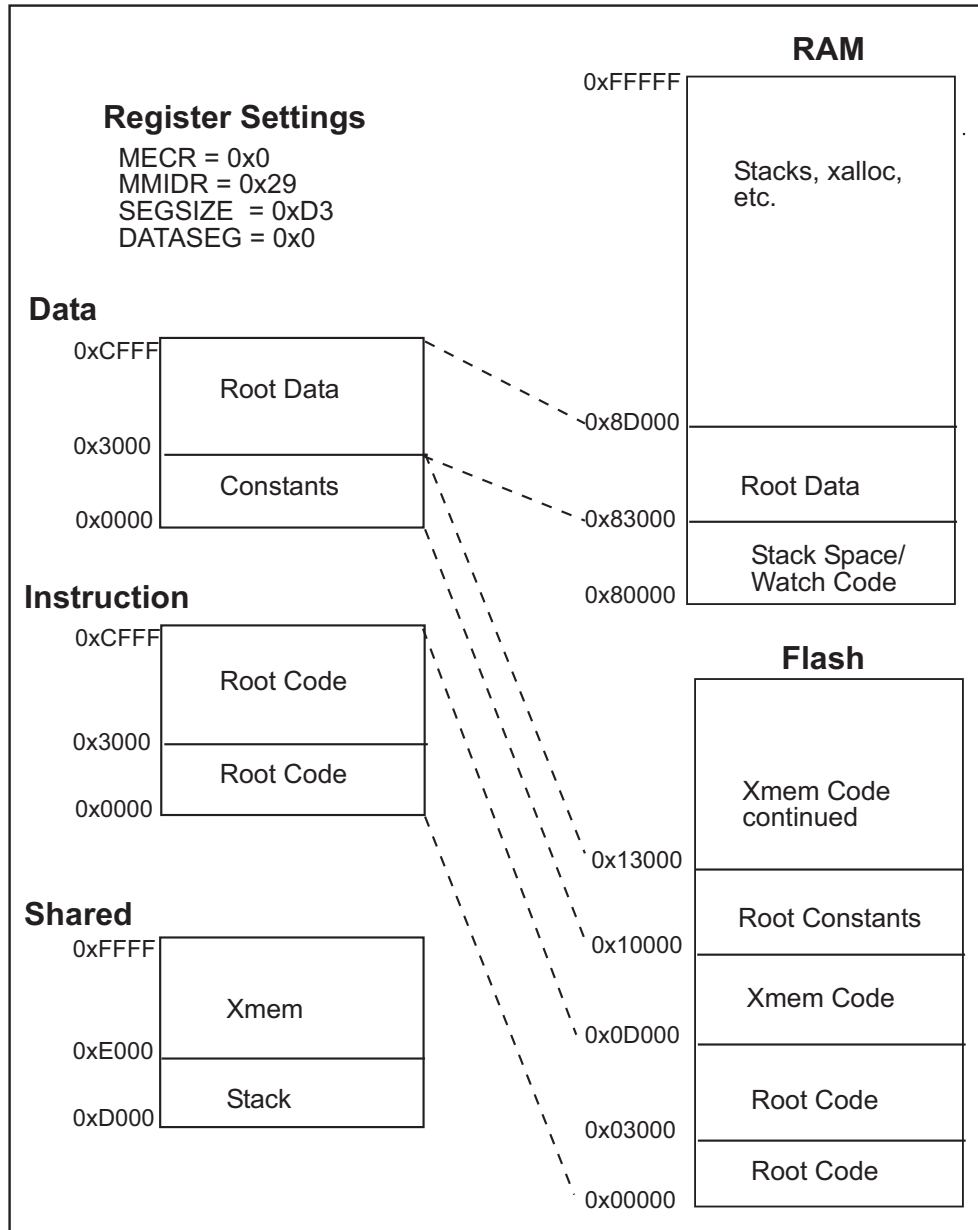 Register Settings
MECR = 0x0
MMIDR = 0x29
SEGSIZE = 0xD3
DATASEG = 0x0
Data
0xCFFF
Root Data
0x3000
Constants
0x0000
Instruction
0xCFFF
Root Code
0x3000
Root Code
0x0000
Shared
0xFFFF
Xmem
0xE000
Stack
0xD000
RAM
0xFFFFF
Stacks, xalloc,
etc.
0x8D000
Root Data
0x83000
Stack Space/
Watch Code
0x80000
Flash
Xmem Code
continued
0x13000
Root Constants
0x10000
Xmem Code
0x0D000
Root Code
0x03000
Root Code
0x00000